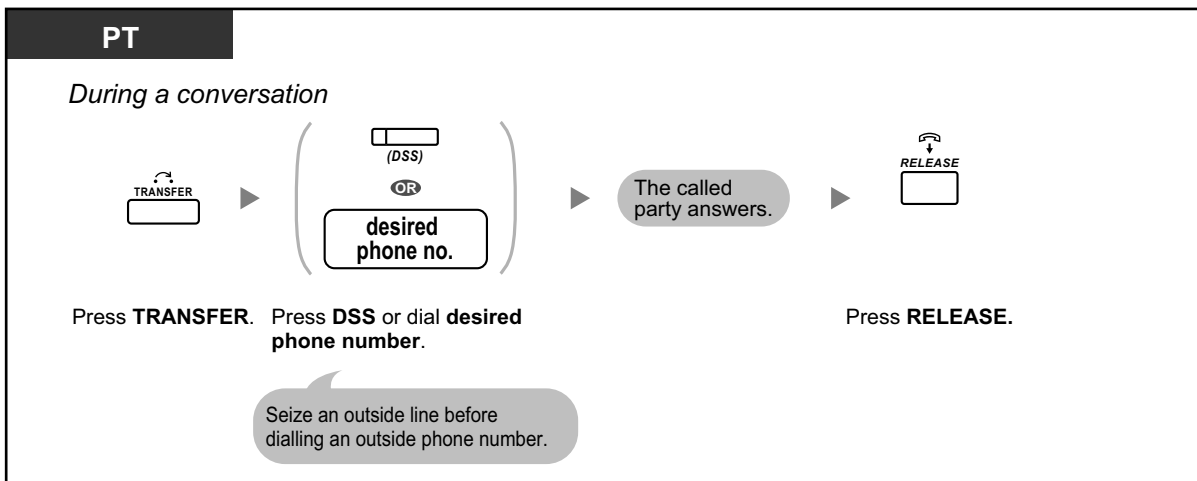 PT
During a conversation
TRANSFER
(DSS)
OR
desired
phone no.
The called
party answers.
RELEASE
Press TRANSFER.
Press DSS or dial desired
phone number.
Press RELEASE.
Seize an outside line before
dialling an outside phone number.